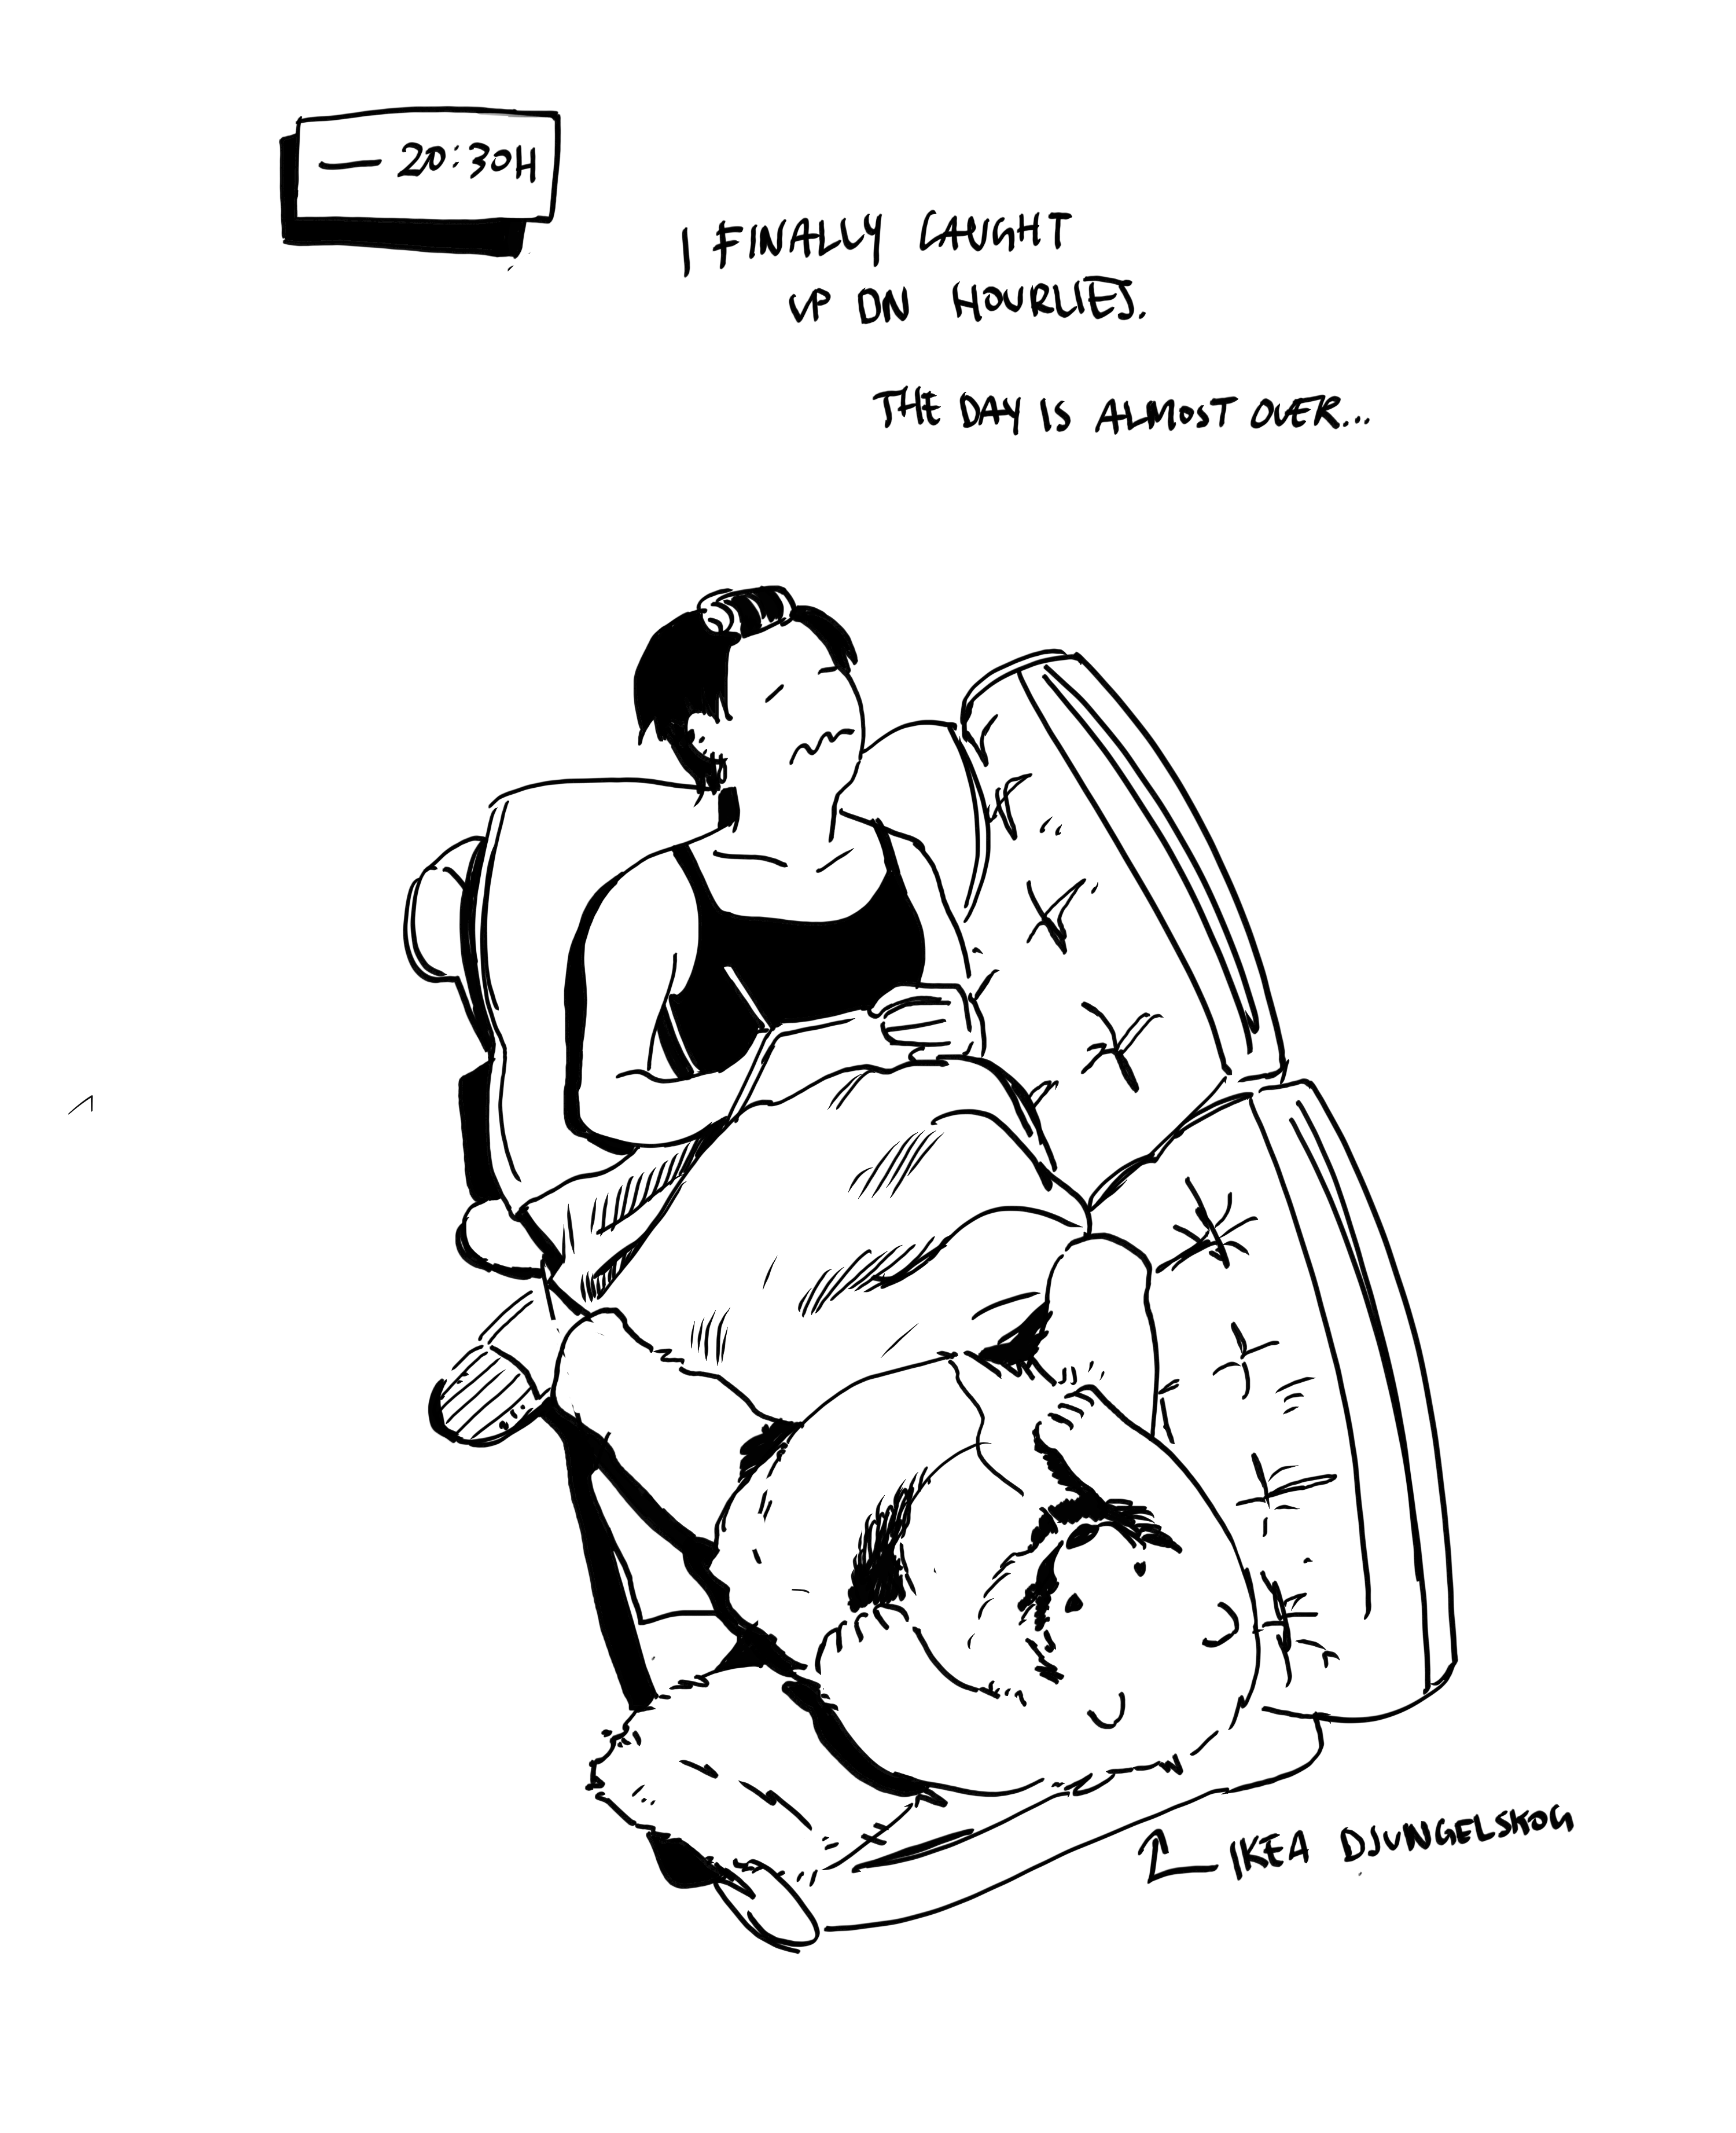 — 20:30H
I FINALLY CAUGHT
UP ON HOURLIES.
THE DAY IS ALMOST OVER...
IKEA DJUNGELSKOG